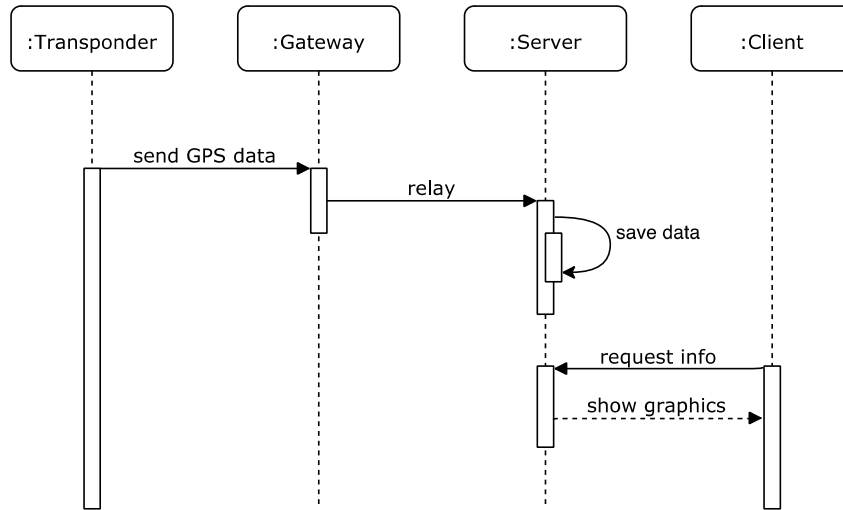 :Transponder
:Gateway
:Server
:Client
send GPS data
relay
save data
request info
show graphics